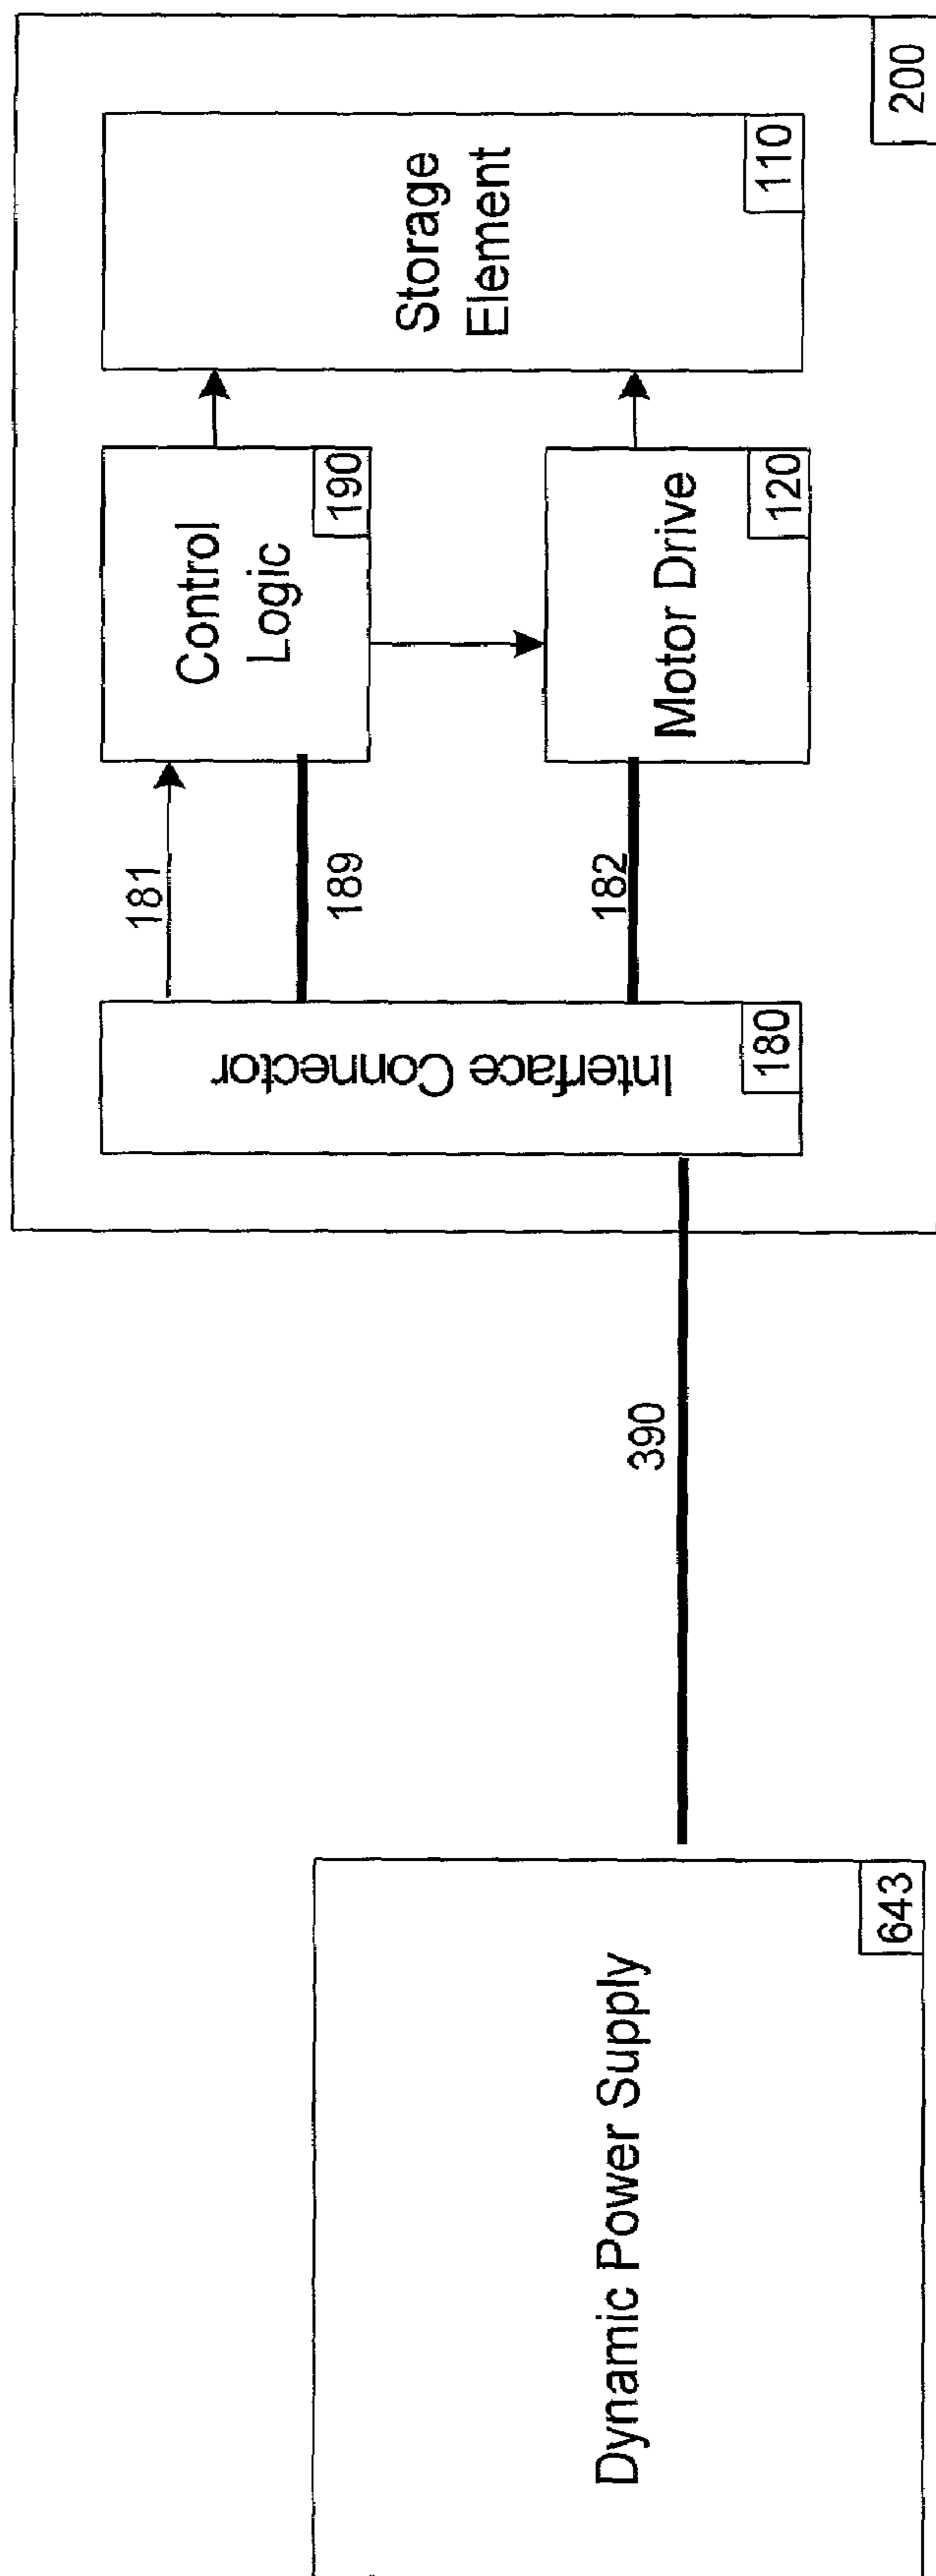 Dynamic Power Supply
643
390
Interface Connector
180
181
189
182
Control
Logic
190
Motor Drive
120
Storage
Element
110
200